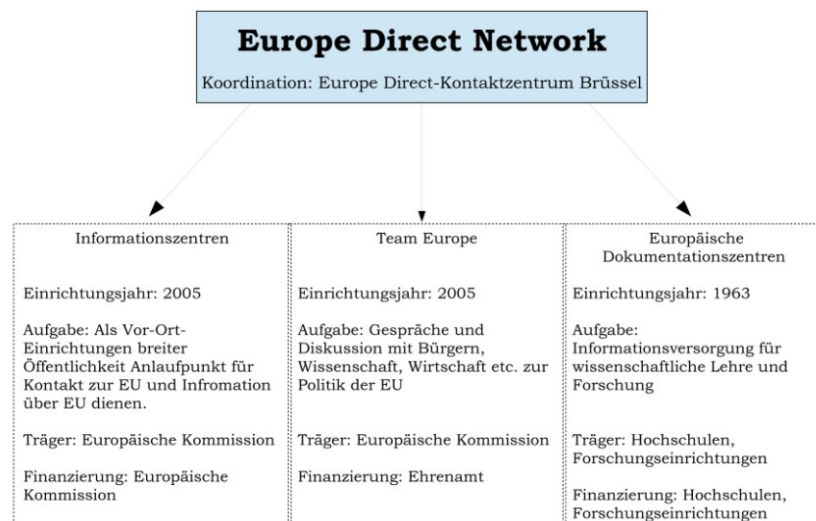 Europe Direct Network
Koordination: Europe Direct-Kontaktzentrum Brüssel
Informationszentren
Einrichtungsjahr: 2005
Aufgabe: Als Vor-Ort-
Einrichtungen breiter
Öffentlichkeit Anlaufpunkt für
Kontakt zur EU und Infromation
über EU dienen.
Träger: Europäische Kommission
Finanzierung: Europäische
Kommission
Team Europe
Einrichtungsjahr: 2005
Aufgabe: Gespräche und
Diskussion mit Bürgern,
Wissenschaft, Wirtschaft etc. zur
Politik der EU
Träger: Europäische Kommission
Finanzierung: Ehrenamt
Europäische
Dokumentationszentren
Einrichtungsjahr: 1963
Aufgabe:
Informationsversorgung für
wissenschaftliche Lehre und
Forschung
Träger: Hochschulen,
Forschungseinrichtungen
Finanzierung: Hochschulen,
Forschungseinrichtungen